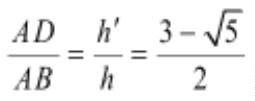 AD/AB = h'/h = (3 − √5)/2